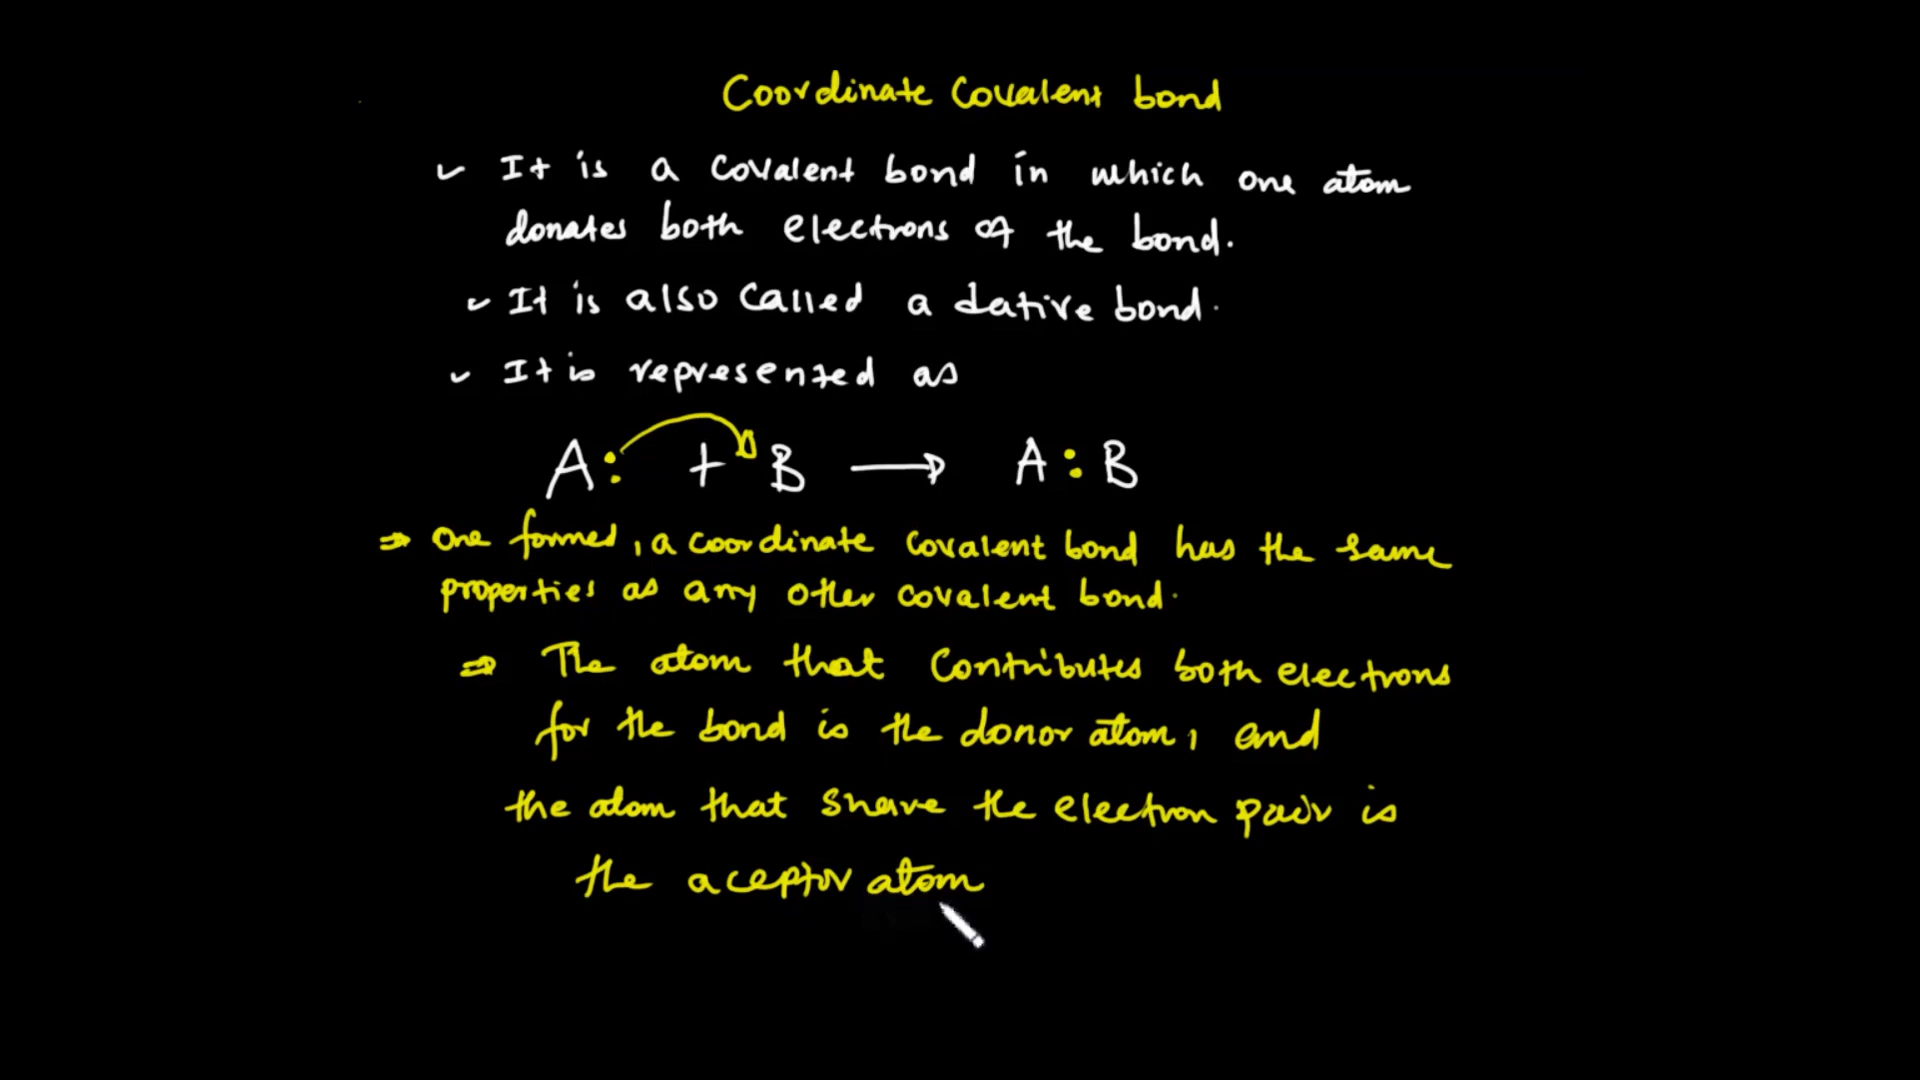 Coordinate Covalent bond
It is a covalent bond in which one atom
donates both electrons of the bond.
It is also called a dative bond.
It is represented as
A: + B → A:B
⇒ One formed, a coordinate covalent bond has the same
properties as any other covalent bond.
⇒ The atom that contributes both electrons
for the bond is the donor atom, and
the atom that share the electron pair is
the aceptor atom